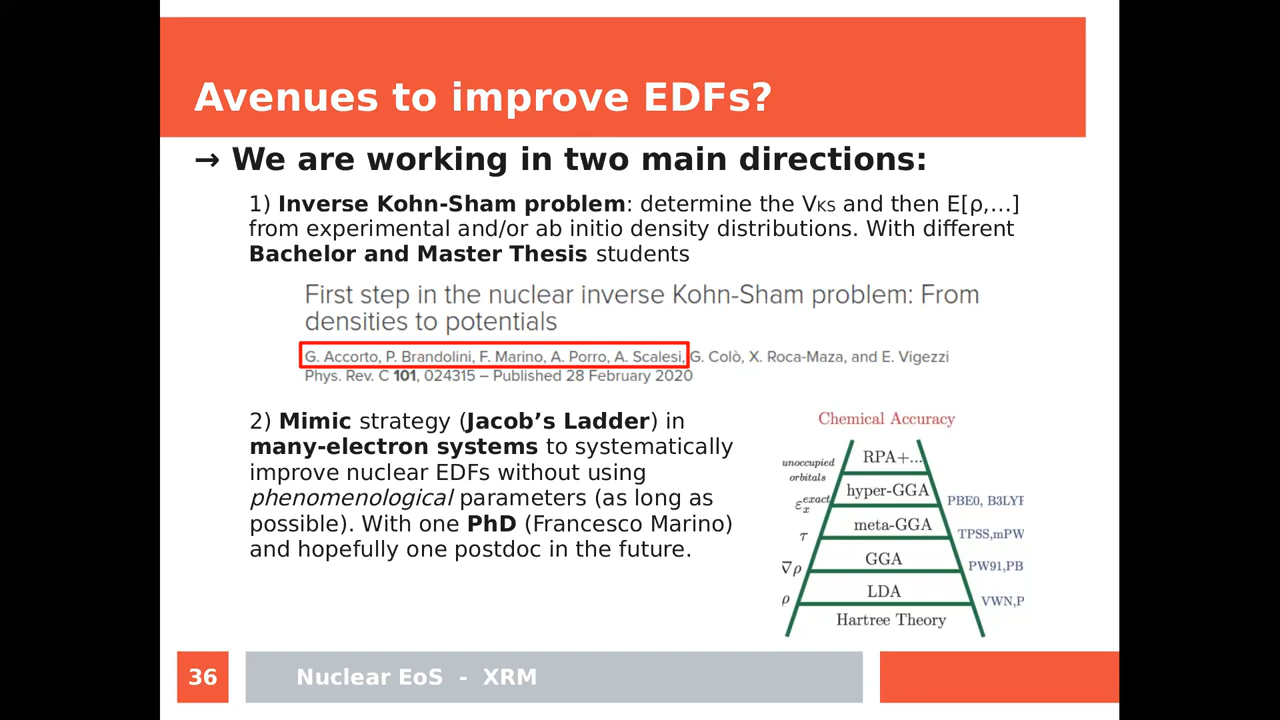 Avenues to improve EDFs?
→ We are working in two main directions:
1) Inverse Kohn-Sham problem: determine the VKS and then E[ρ,...]
from experimental and/or ab initio density distributions. With different
Bachelor and Master Thesis students
First step in the nuclear inverse Kohn-Sham problem: From
densities to potentials
G. Accorto, P. Brandolini, F. Marino, A. Porro, A. Scalesi, G. Colò, X. Roca-Maza, and E. Vigezzi
Phys. Rev. C 101, 024315 – Published 28 February 2020
2) Mimic strategy (Jacob’s Ladder) in
many-electron systems to systematically
improve nuclear EDFs without using
phenomenological parameters (as long as
possible). With one PhD (Francesco Marino)
and hopefully one postdoc in the future.
Chemical Accuracy
unoccupied
orbitals
RPA+...
ε_x^exact
hyper-GGA
PBE0, B3LYP
τ
meta-GGA
TPSS,mPW
∇ρ
GGA
PW91,PB
ρ
LDA
VWN,P
Hartree Theory
36
Nuclear EoS - XRM